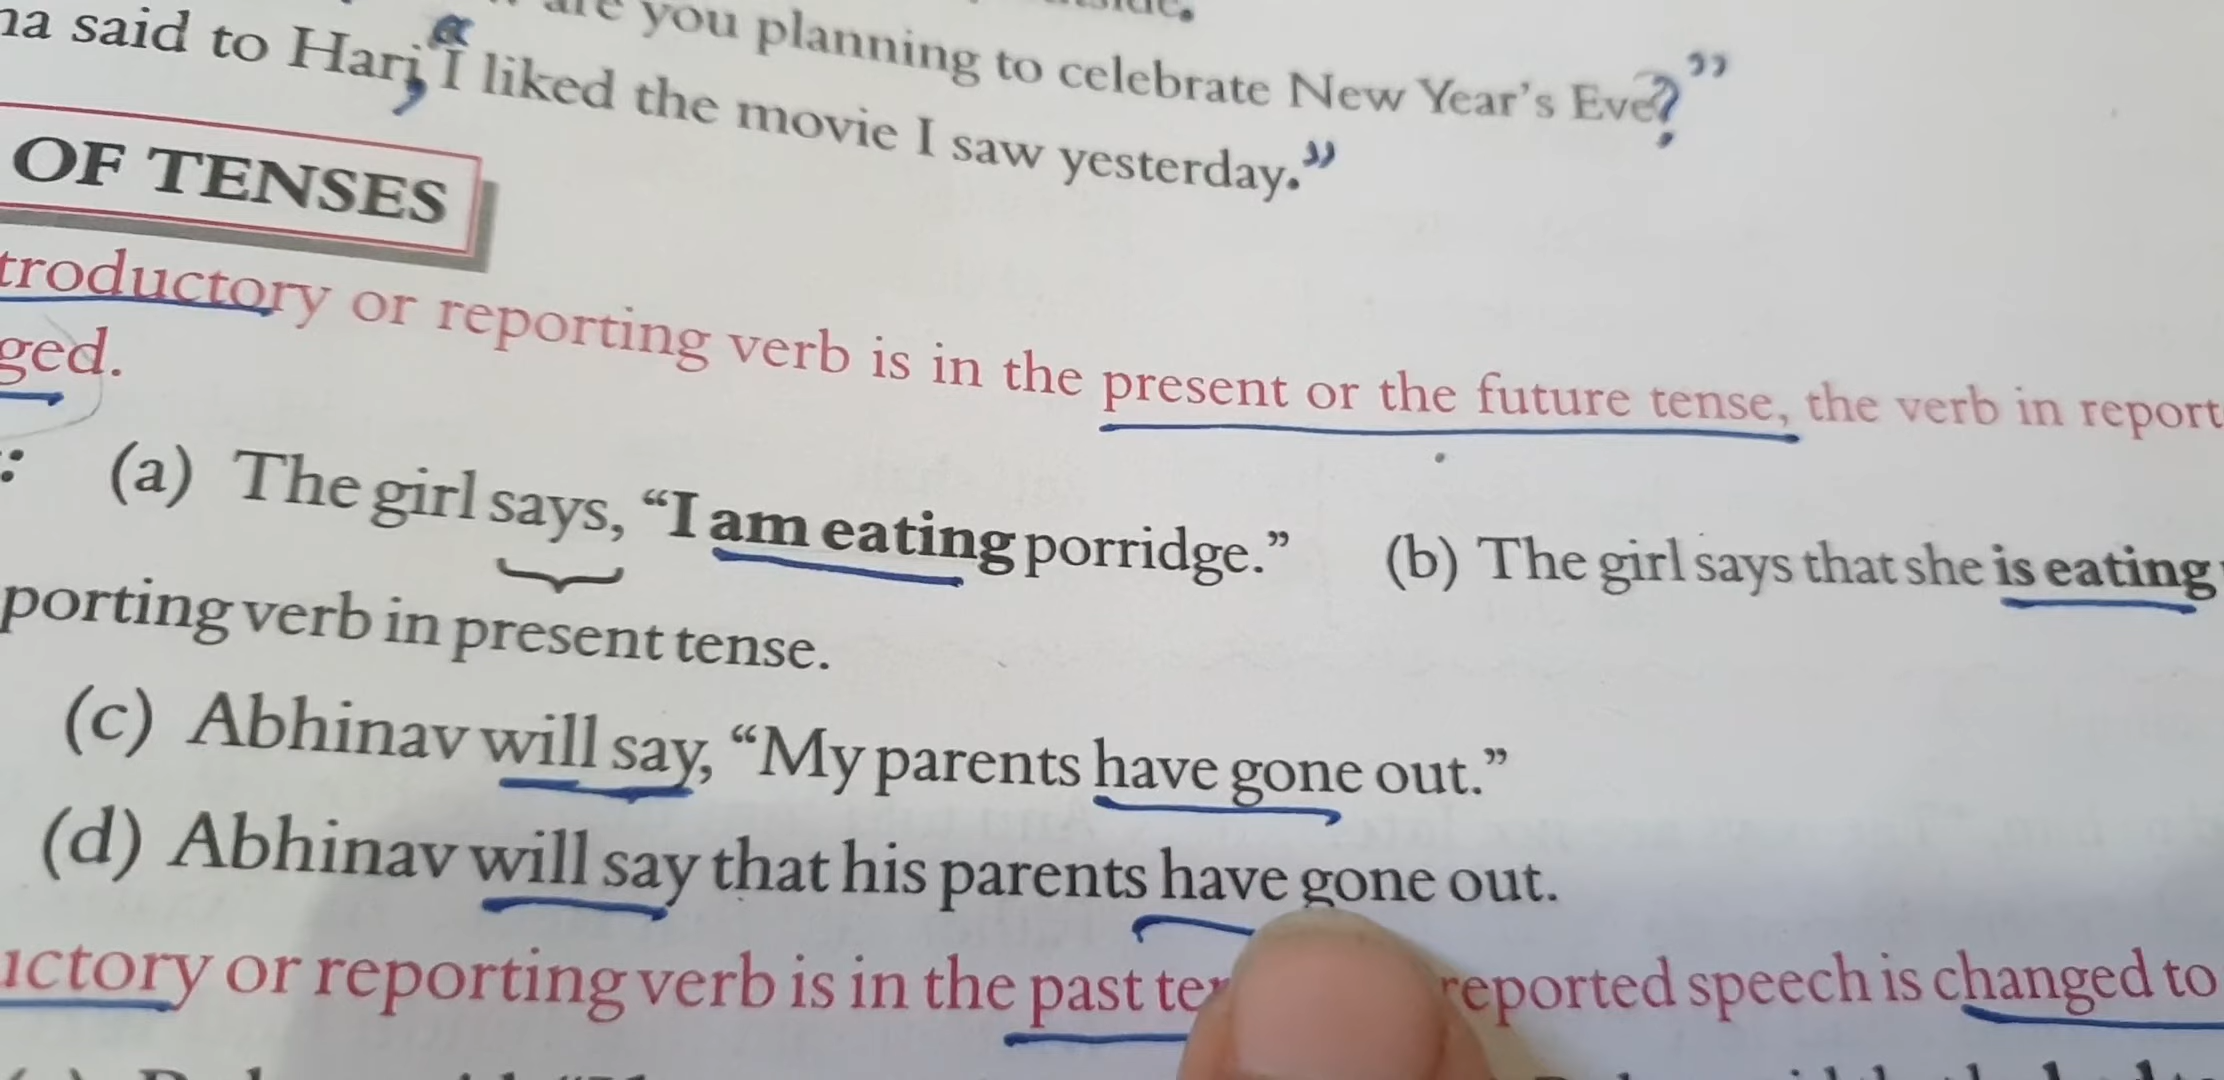 are you planning to celebrate New Year's Eve?”
said to Hari, “I liked the movie I saw yesterday.”
OF TENSES
troductory or reporting verb is in the present or the future tense, the verb in report
ged.
: (a) The girl says, “I am eating porridge.” (b) The girl says that she is eating
porting verb in present tense.
(c) Abhinav will say, “My parents have gone out.”
(d) Abhinav will say that his parents have gone out.
uctory or reporting verb is in the past te reported speech is changed to